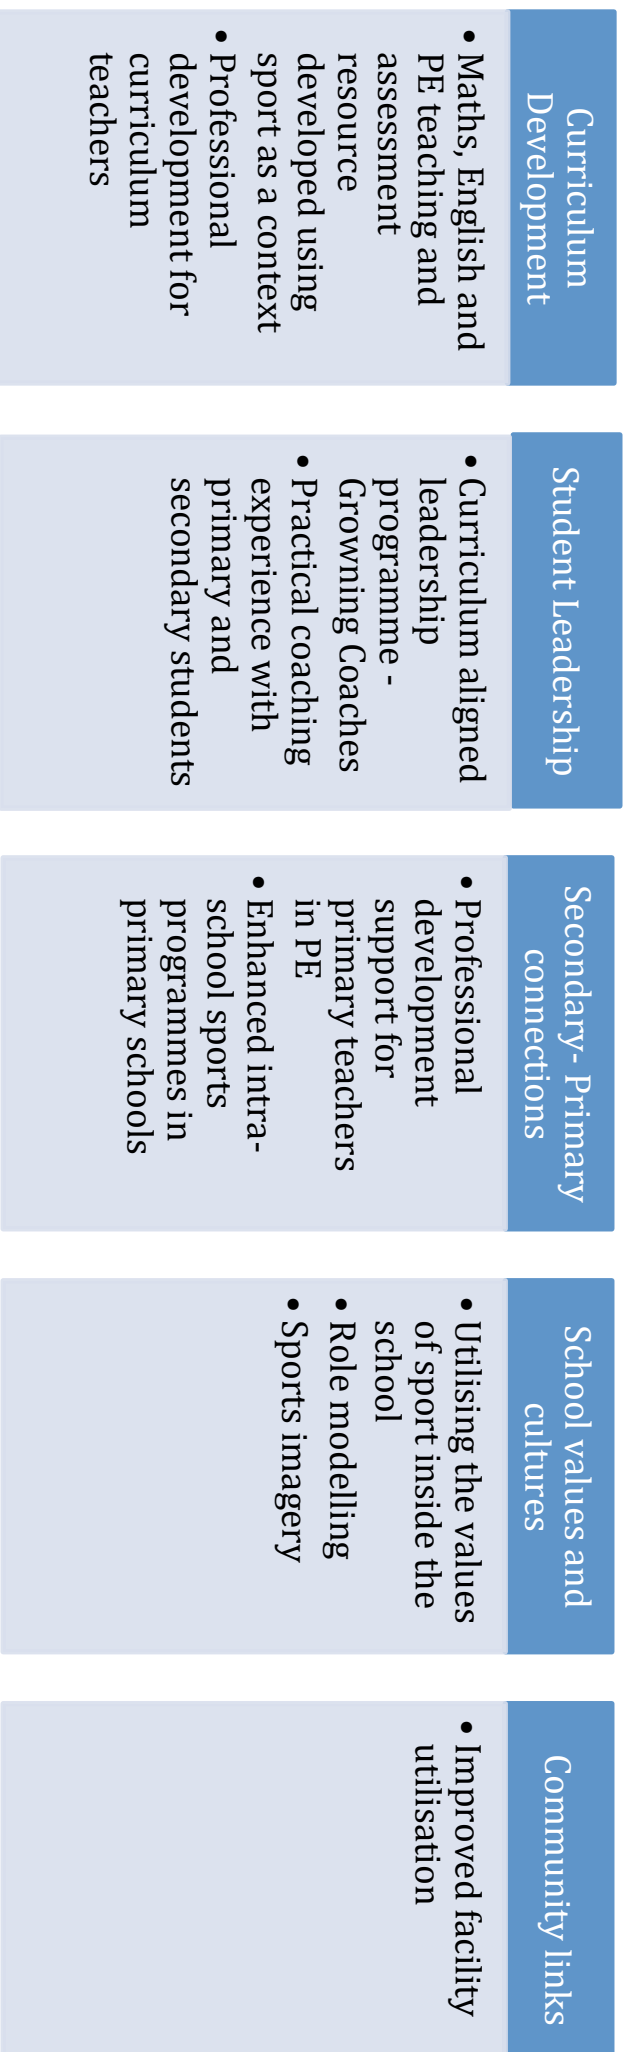 Curriculum
Development
• Maths, English and
PE teaching and
assessment
resource
developed using
sport as a context
• Professional
development for
curriculum
teachers
Student Leadership
• Curriculum aligned
leadership
programme -
Growning Coaches
• Practical coaching
experience with
primary and
secondary students
Secondary- Primary
connections
• Professional
development
support for
primary teachers
in PE
• Enhanced intra-
school sports
programmes in
primary schools
School values and
cultures
• Utilising the values
of sport inside the
school
• Role modelling
• Sports imagery
Community links
• Improved facility
utilisation